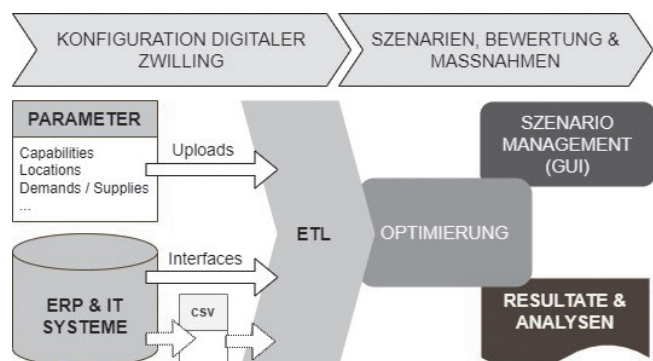 KONFIGURATION DIGITALER
ZWILLING
SZENARIEN, BEWERTUNG &
MASSNAHMEN
PARAMETER
Capabilities
Locations
Demands / Supplies
...
Uploads
ERP & IT
SYSTEME
Interfaces
CSV
ETL
OPTIMIERUNG
SZENARIO
MANAGEMENT
(GUI)
RESULTATE &
ANALYSEN